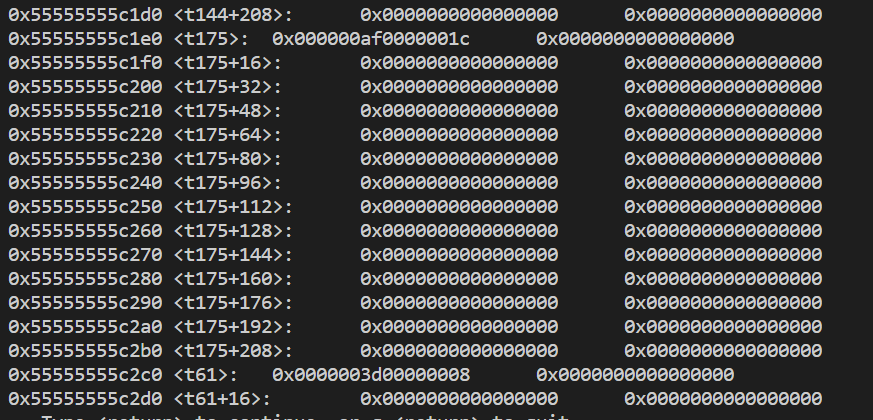 0x55555555c1d0 <t144+208>: 0x0000000000000000 0x0000000000000000
0x55555555c1e0 <t175>: 0x000000af0000001c 0x0000000000000000
0x55555555c1f0 <t175+16>: 0x0000000000000000 0x0000000000000000
0x55555555c200 <t175+32>: 0x0000000000000000 0x0000000000000000
0x55555555c210 <t175+48>: 0x0000000000000000 0x0000000000000000
0x55555555c220 <t175+64>: 0x0000000000000000 0x0000000000000000
0x55555555c230 <t175+80>: 0x0000000000000000 0x0000000000000000
0x55555555c240 <t175+96>: 0x0000000000000000 0x0000000000000000
0x55555555c250 <t175+112>: 0x0000000000000000 0x0000000000000000
0x55555555c260 <t175+128>: 0x0000000000000000 0x0000000000000000
0x55555555c270 <t175+144>: 0x0000000000000000 0x0000000000000000
0x55555555c280 <t175+160>: 0x0000000000000000 0x0000000000000000
0x55555555c290 <t175+176>: 0x0000000000000000 0x0000000000000000
0x55555555c2a0 <t175+192>: 0x0000000000000000 0x0000000000000000
0x55555555c2b0 <t175+208>: 0x0000000000000000 0x0000000000000000
0x55555555c2c0 <t61>: 0x0000003d00000008 0x0000000000000000
0x55555555c2d0 <t61+16>: 0x0000000000000000 0x0000000000000000